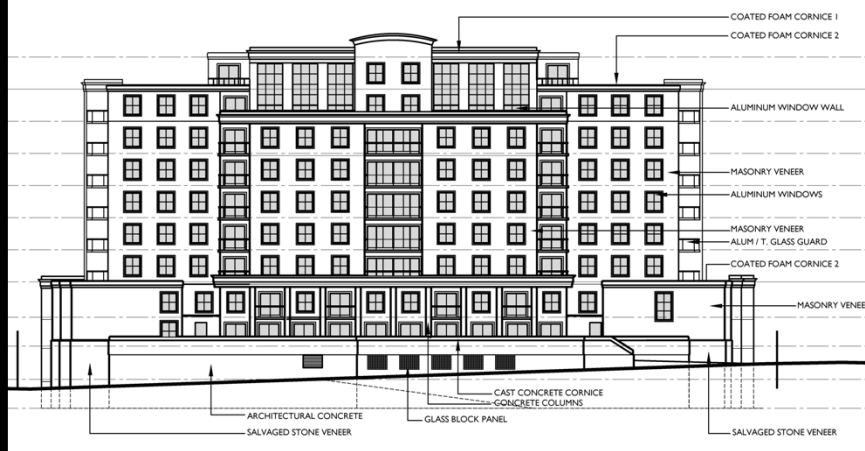 COATED FOAM CORNICE 1
COATED FOAM CORNICE 2
ALUMINUM WINDOW WALL
MASONRY VENEER
ALUMINUM WINDOWS
MASONRY VENEER
ALUM / T. GLASS GUARD
COATED FOAM CORNICE 2
MASONRY VENEE
CAST CONCRETE CORNICE
CONCRETE COLUMNS
ARCHITECTURAL CONCRETE
GLASS BLOCK PANEL
SALVAGED STONE VENEER
SALVAGED STONE VENEER